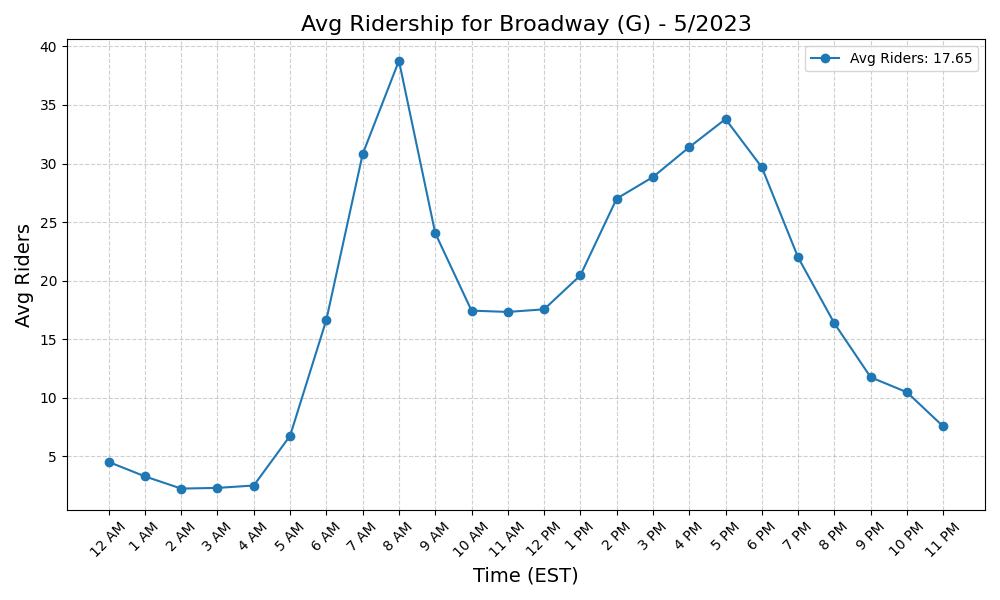 Avg Ridership for Broadway (G) - 5/2023
Avg Riders: 17.65
Avg Riders
40
35
30
25
20
15
10
5
12 AM
1 AM
2 AM
3 AM
4 AM
5 AM
6 AM
7 AM
8 AM
9 AM
10 AM
11 AM
12 PM
1 PM
2 PM
3 PM
4 PM
5 PM
6 PM
7 PM
8 PM
9 PM
10 PM
11 PM
Time (EST)